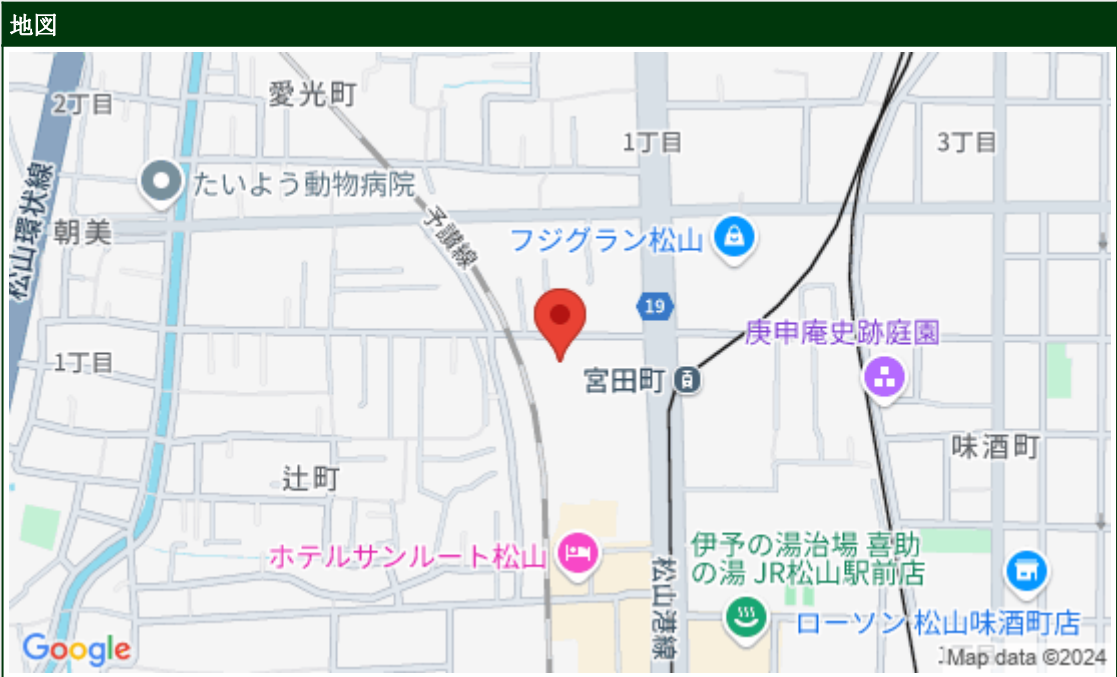 地図
愛光町
2丁目
1丁目
3丁目
たいよう動物病院
松山環状線
朝美
予讃線
フジグラン松山
19
庚申庵史跡庭園
1丁目
宮田町
味酒町
辻町
伊予の湯治場 喜助
の湯 JR松山駅前店
ホテルサンルート松山
松山港線
ローソン 松山味酒町店
Google
Map data ©2024